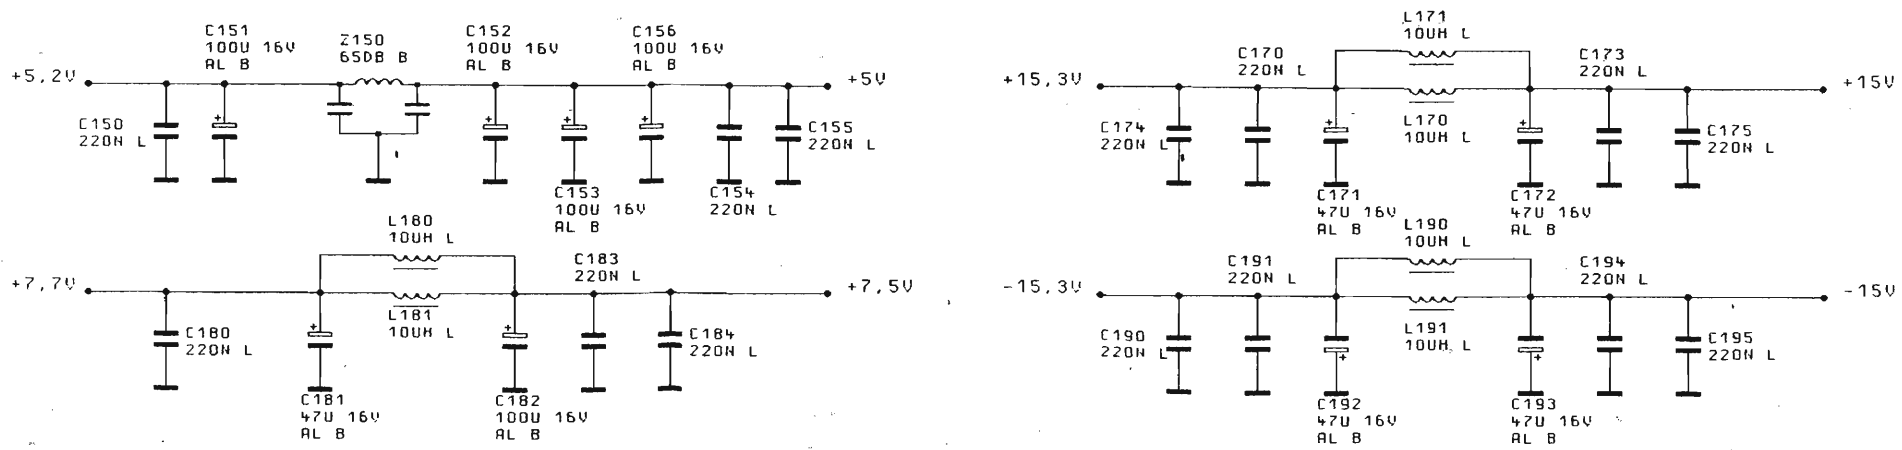 C151
100U 16V
AL B
Z150
65DB B
C152
100U 16V
AL B
C156
100U 16V
AL B
+5,2V
+5V
C150
220N L
+
+
+
+
C155
220N L
C153
100U 16V
AL B
C154
220N L
L180
10UH L
C183
220N L
+7,7V
+7,5V
L181
10UH L
C180
220N L
+
+
C184
220N L
C181
47U 16V
AL B
C182
100U 16V
AL B
L171
10UH L
C170
220N L
C173
220N L
+15,3V
+15V
L170
10UH L
C174
220N L
+
+
C175
220N L
C171
47U 16V
AL B
C172
47U 16V
AL B
L190
10UH L
C191
220N L
C194
220N L
-15,3V
-15V
L191
10UH L
C190
220N L
+
+
C195
220N L
C192
47U 16V
AL B
C193
47U 16V
AL B